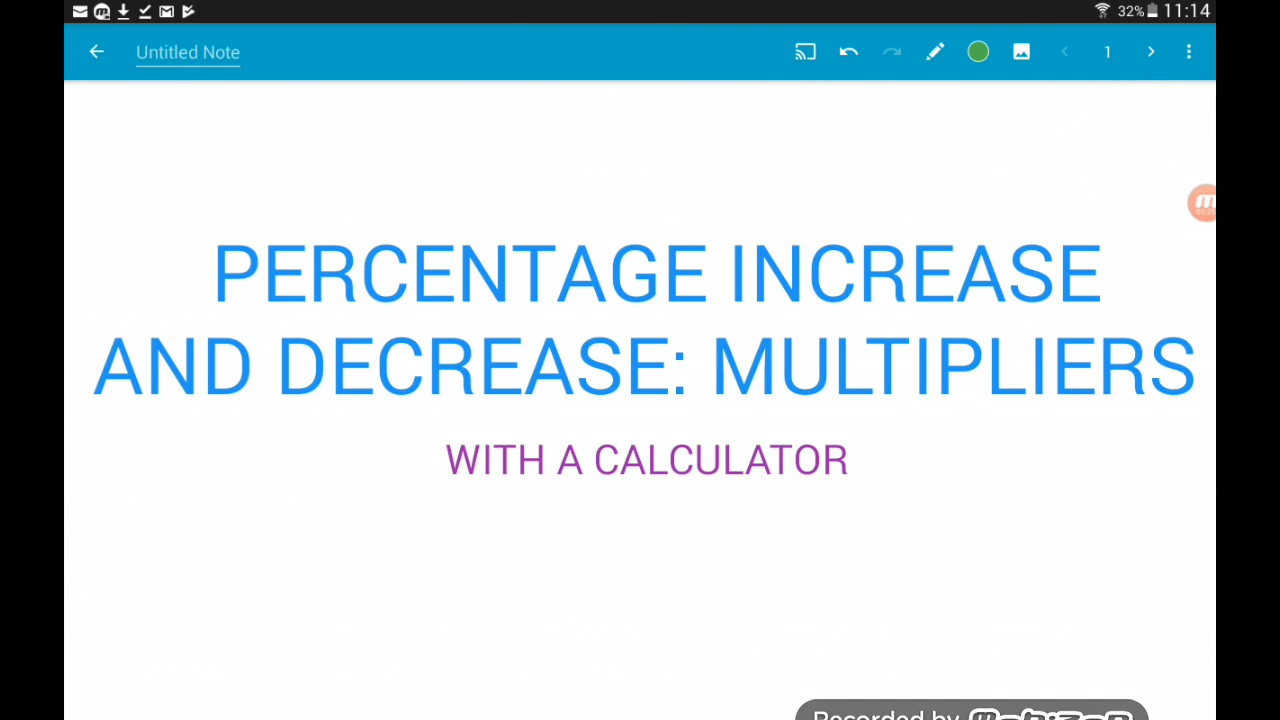 32% 11:14
Untitled Note
1
PERCENTAGE INCREASE
AND DECREASE: MULTIPLIERS
WITH A CALCULATOR
Recorded by